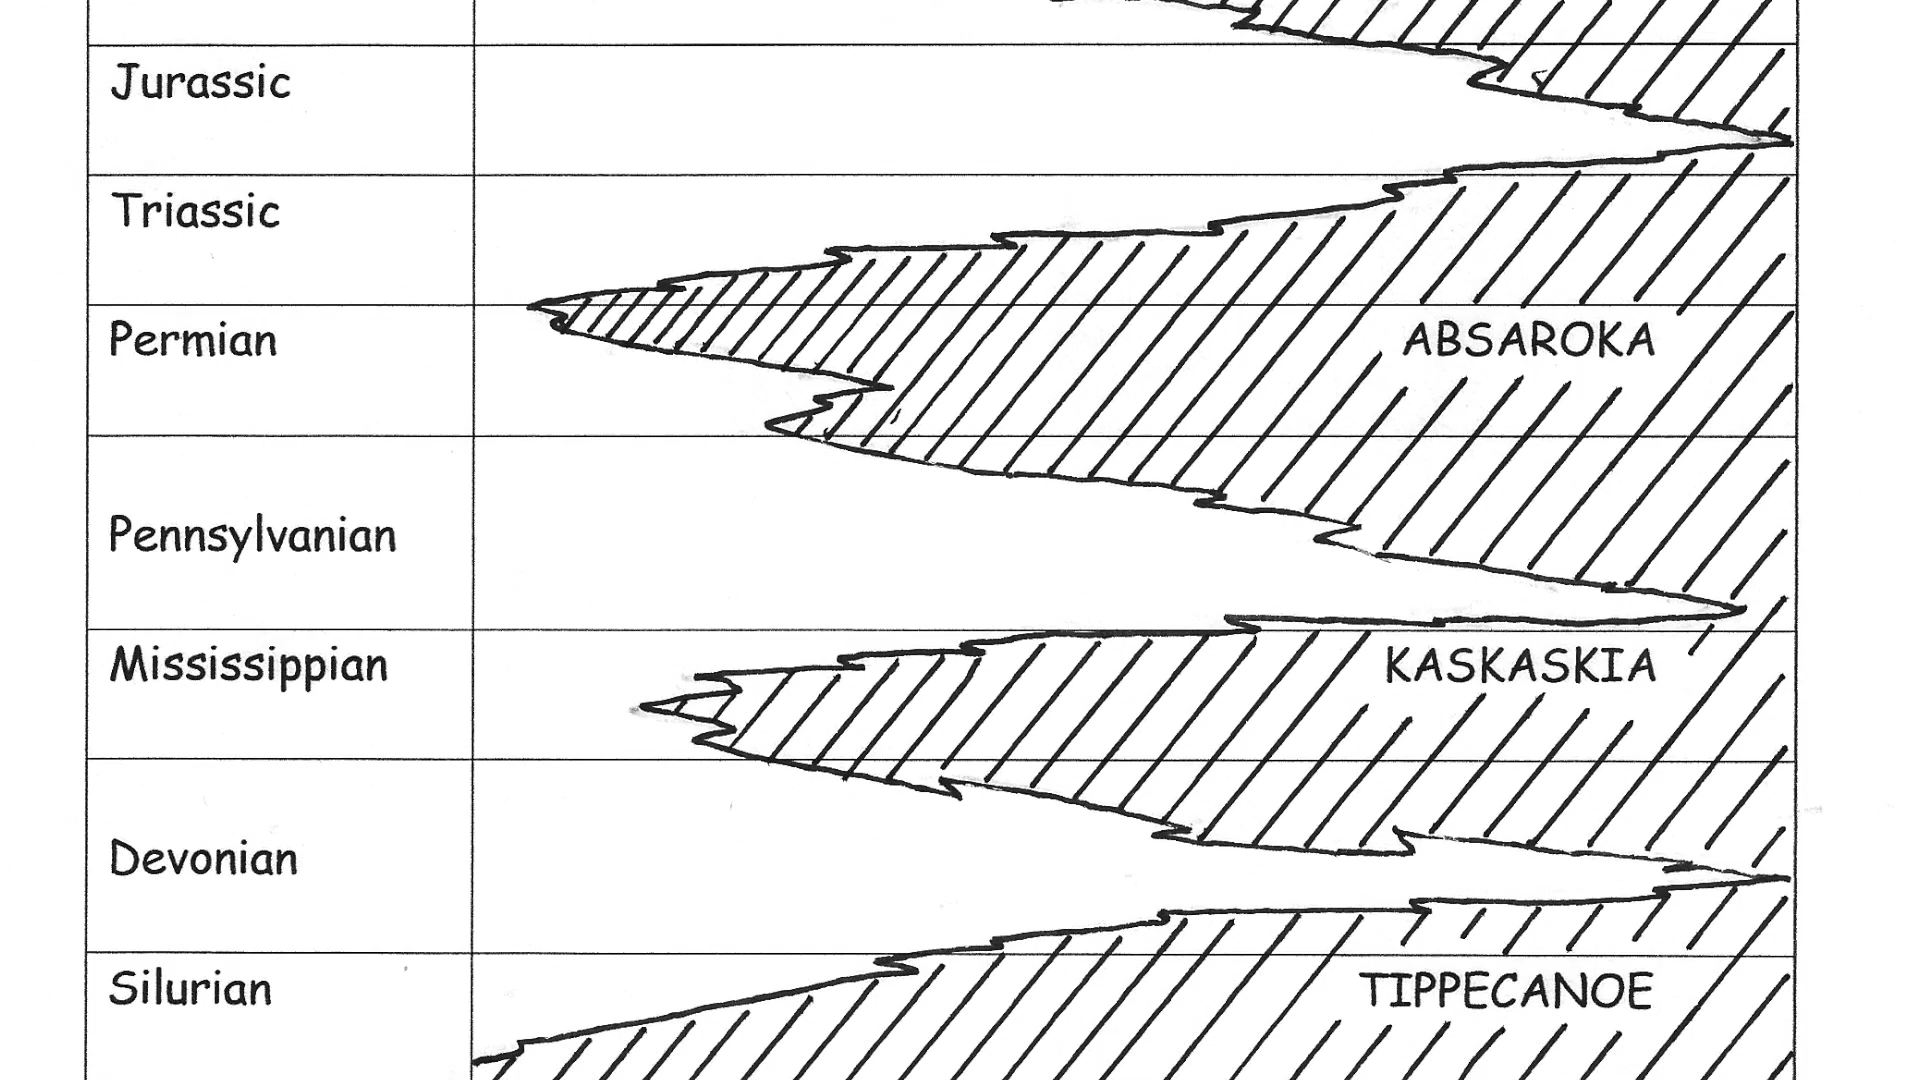 Jurassic
Triassic
Permian
ABSAROKA
Pennsylvanian
Mississippian
KASKASKIA
Devonian
Silurian
TIPPECANOE